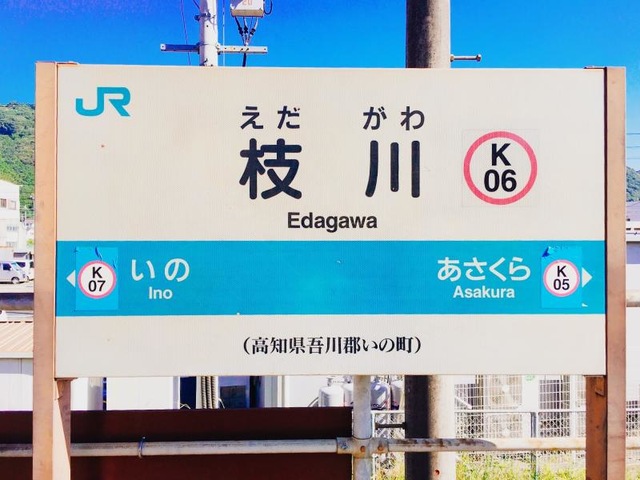 JR
えだ がわ
枝 川
Edagawa
K
06
K
07
いの
Ino
あさくら
Asakura
K
05
(高知県吾川郡いの町)